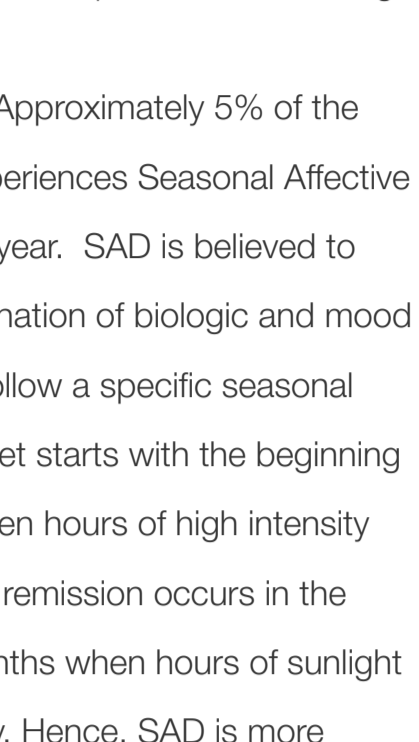 Approximately 5% of the
periences Seasonal Affective
year.  SAD is believed to
nation of biologic and mood
ollow a specific seasonal
et starts with the beginning
en hours of high intensity
remission occurs in the
nths when hours of sunlight
y. Hence, SAD is more